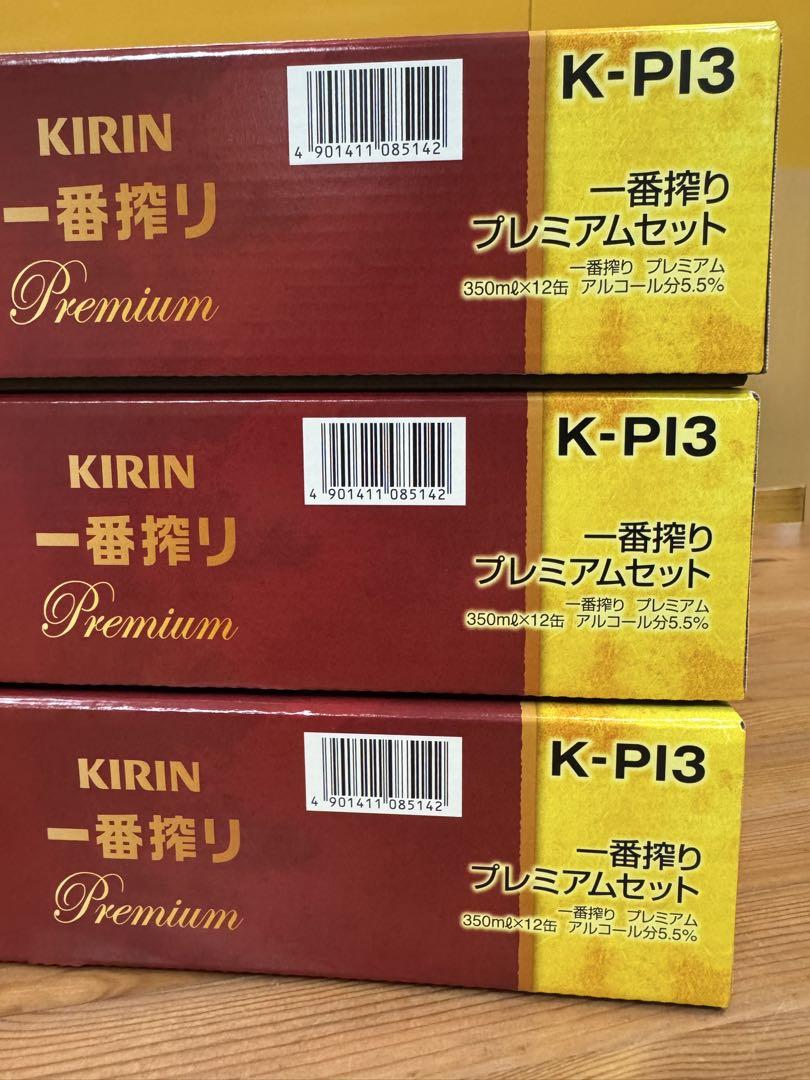 KIRIN
一番搾り
Premium
4 901411 085142
K-PI3
一番搾り
プレミアムセット
一番搾り プレミアム
350mℓ×12缶 アルコール分5.5%
KIRIN
一番搾り
Premium
4 901411 085142
K-PI3
一番搾り
プレミアムセット
一番搾り プレミアム
350mℓ×12缶 アルコール分5.5%
KIRIN
一番搾り
Premium
4 901411 085142
K-PI3
一番搾り
プレミアムセット
一番搾り プレミアム
350mℓ×12缶 アルコール分5.5%